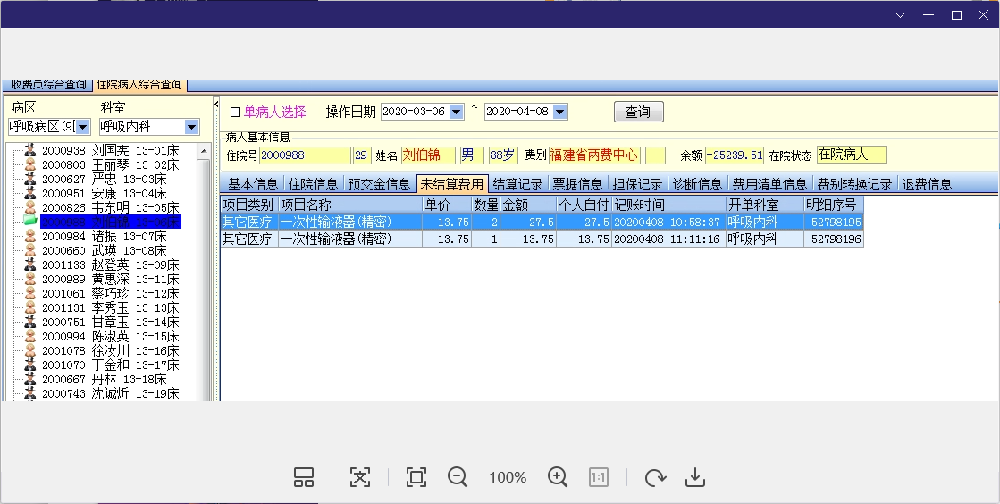 收费员综合查询 住院病人综合查询
病区 科室
呼吸病区(9[ 呼吸内科
2000938 刘国宪 13-01床
2000803 王丽琴 13-02床
2000627 严忠 13-03床
2000951 安康 13-04床
2000826 韦东明 13-05床
2000988 刘伯锦 13-06床
2000984 诸振 13-07床
2000660 武瑛 13-08床
2001133 赵登英 13-09床
2000989 黄惠深 13-11床
2001061 蔡巧珍 13-12床
2001131 李秀玉 13-13床
2000751 甘章玉 13-14床
2000994 陈淑英 13-15床
2001078 徐汝川 13-16床
2001070 丁金和 13-17床
2000667 丹林 13-18床
2000743 沈诚炘 13-19床
单病人选择 操作日期 2020-03-06 ~ 2020-04-08 查询
病人基本信息
住院号 2000988 29 姓名 刘伯锦 男 88岁 费别 福建省两费中心 余额 -25239.51 在院状态 在院病人
基本信息 住院信息 预交金信息 未结算费用 结算记录 票据信息 担保记录 诊断信息 费用清单信息 费别转换记录 退费信息
项目类别 项目名称 单价 数量 金额 个人自付 记账时间 开单科室 明细序号
其它医疗 一次性输液器(精密) 13.75 2 27.5 27.5 20200408 10:58:37 呼吸内科 52798195
其它医疗 一次性输液器(精密) 13.75 1 13.75 13.75 20200408 11:11:16 呼吸内科 52798196
100%
1:1